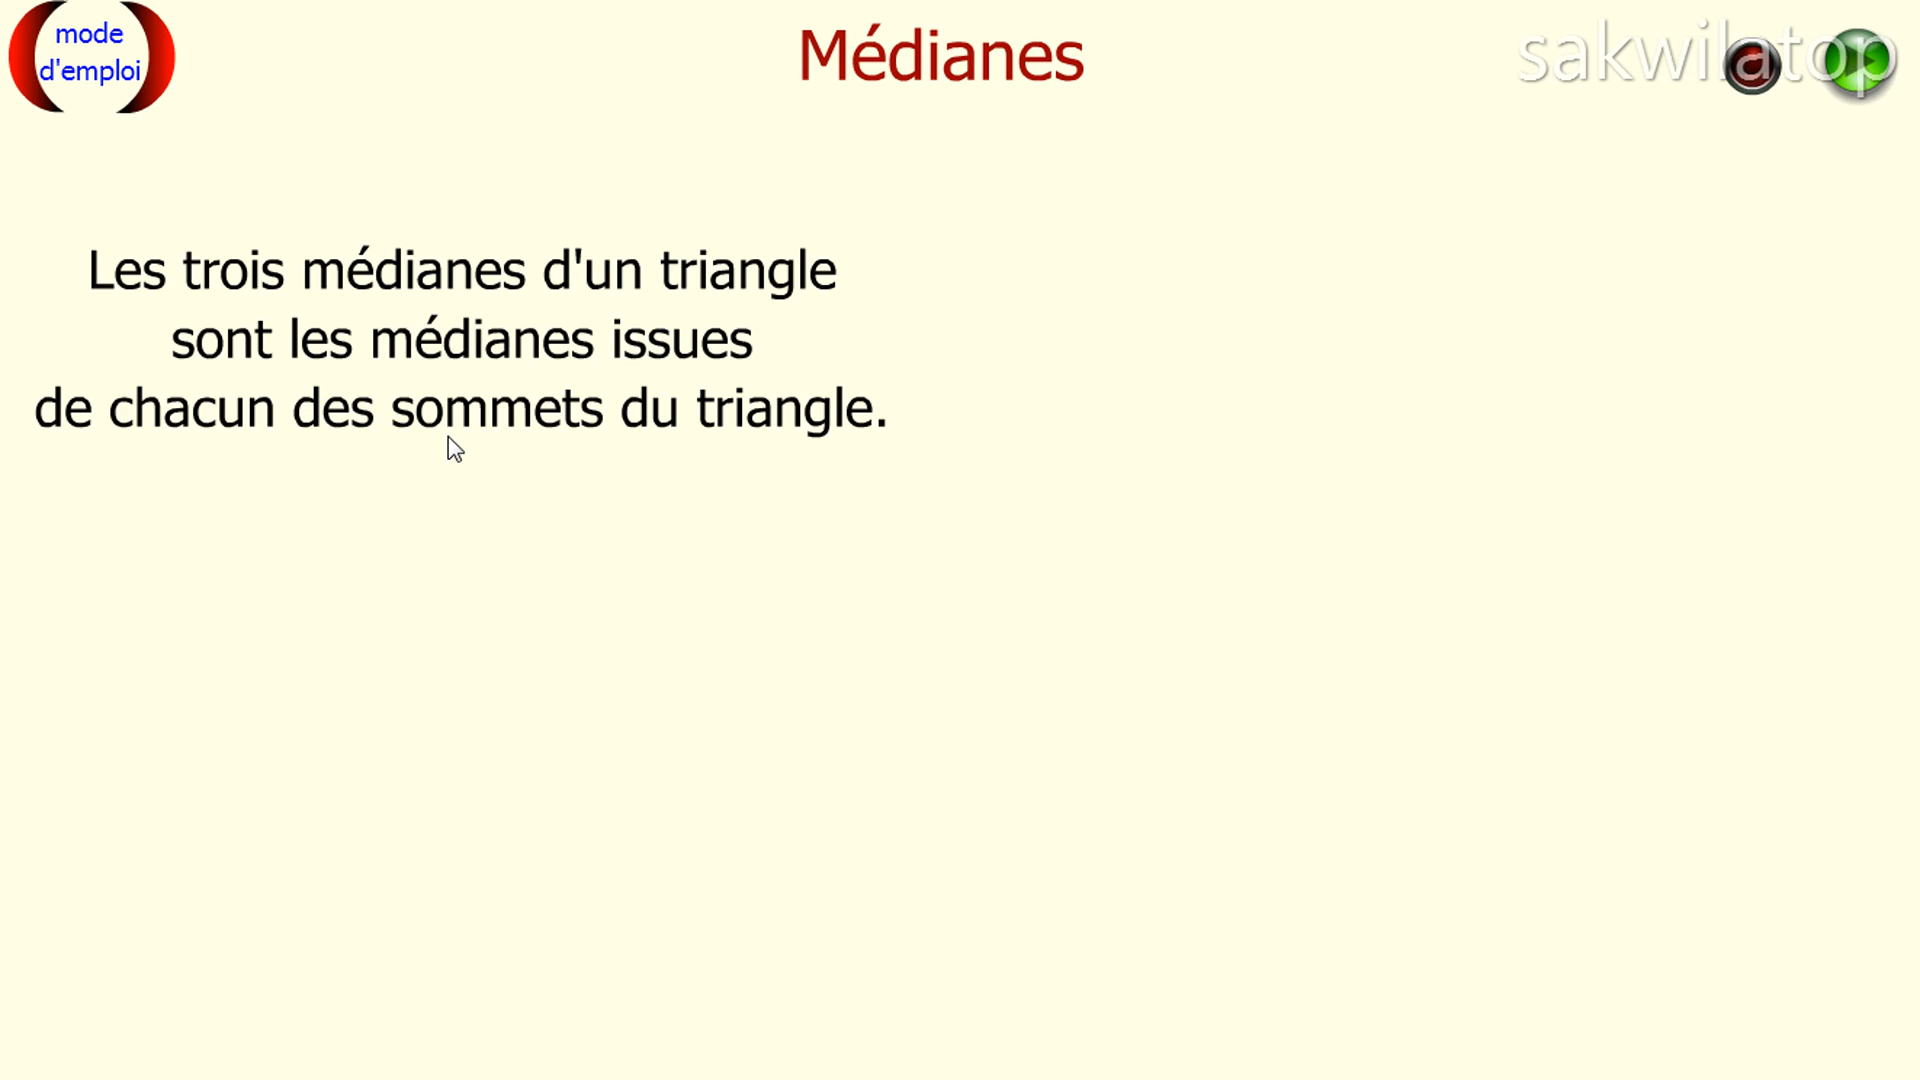 mode
d'emploi
Médianes
sakwilatop
Les trois médianes d'un triangle
sont les médianes issues
de chacun des sommets du triangle.